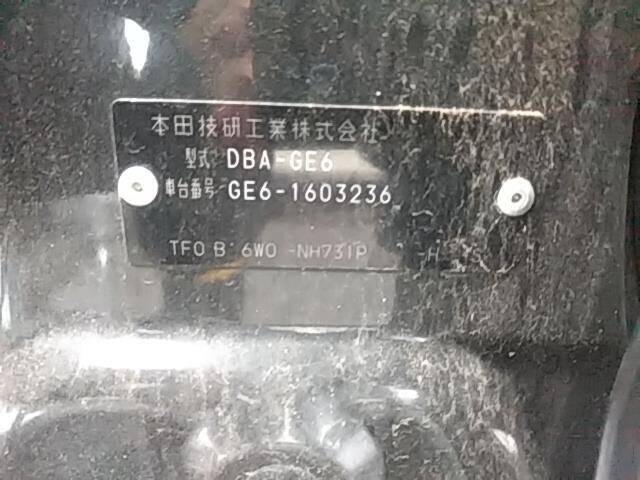 本田技研工業株式会社
型式 DBA-GE6
車台番号 GE6-1603236
TF0 B 6W0 -NH731P -H